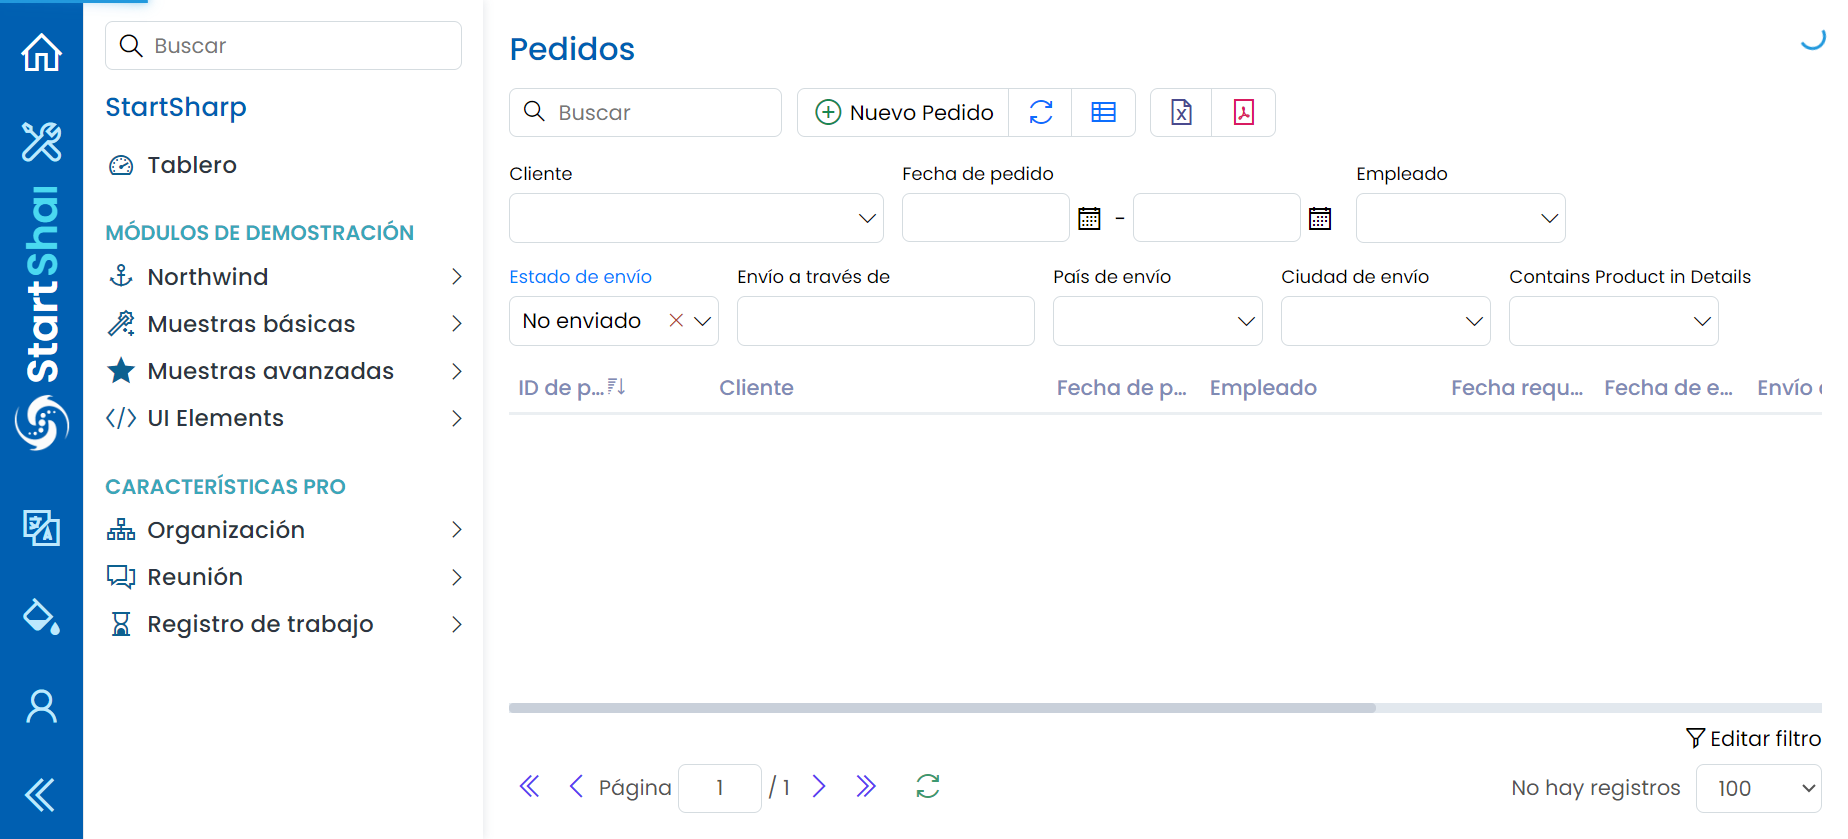 StartShar
Buscar
StartSharp
Tablero
MÓDULOS DE DEMOSTRACIÓN
Northwind
Muestras básicas
Muestras avanzadas
UI Elements
CARACTERÍSTICAS PRO
Organización
Reunión
Registro de trabajo
Pedidos
Buscar
Nuevo Pedido
Cliente
Fecha de pedido
-
Empleado
Estado de envío
Envío a través de
País de envío
Ciudad de envío
Contains Product in Details
No enviado
ID de p... Cliente Fecha de p... Empleado Fecha requ... Fecha de e... Envío
Editar filtro
Página 1 / 1
No hay registros 100